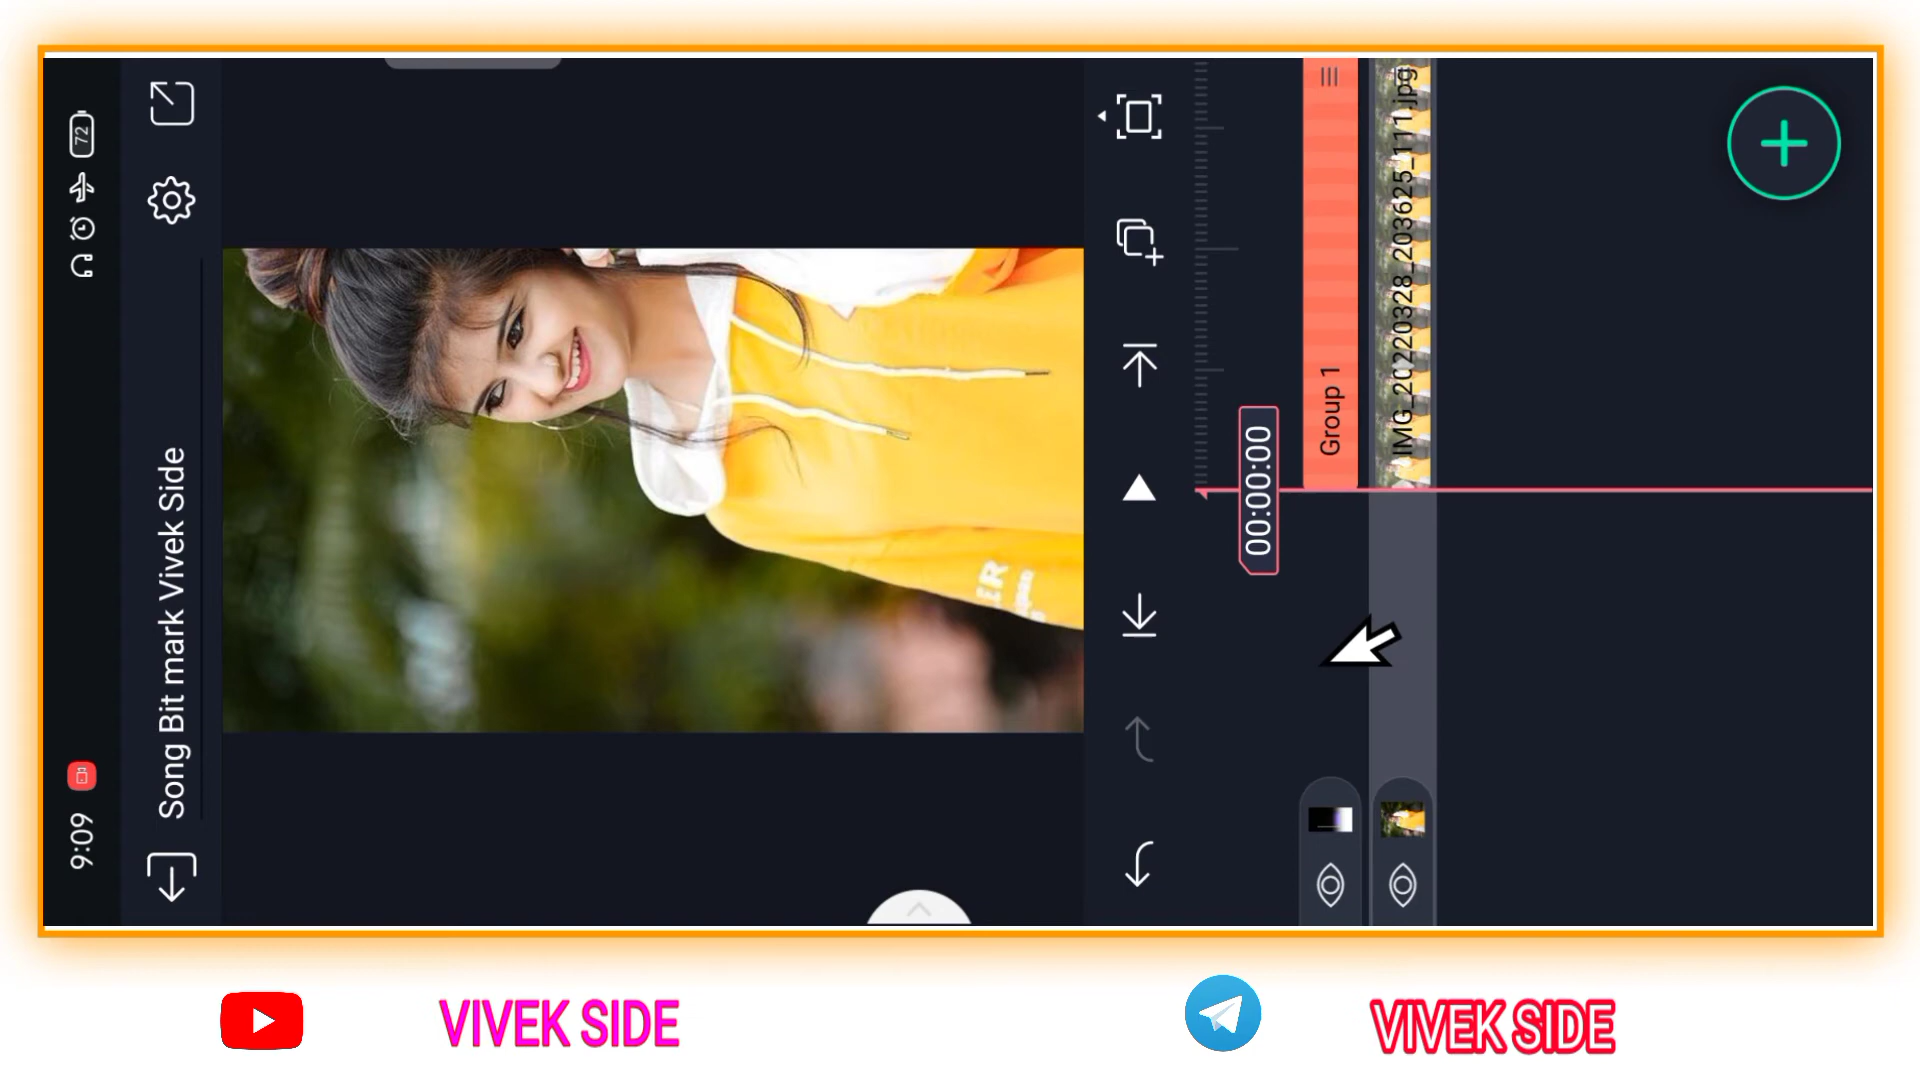 9:09
72
Song Bit mark Vivek Side
ER
00:00:00
Group 1
IMG_20220328_203625_111.jpg
VIVEK SIDE
VIVEK SIDE